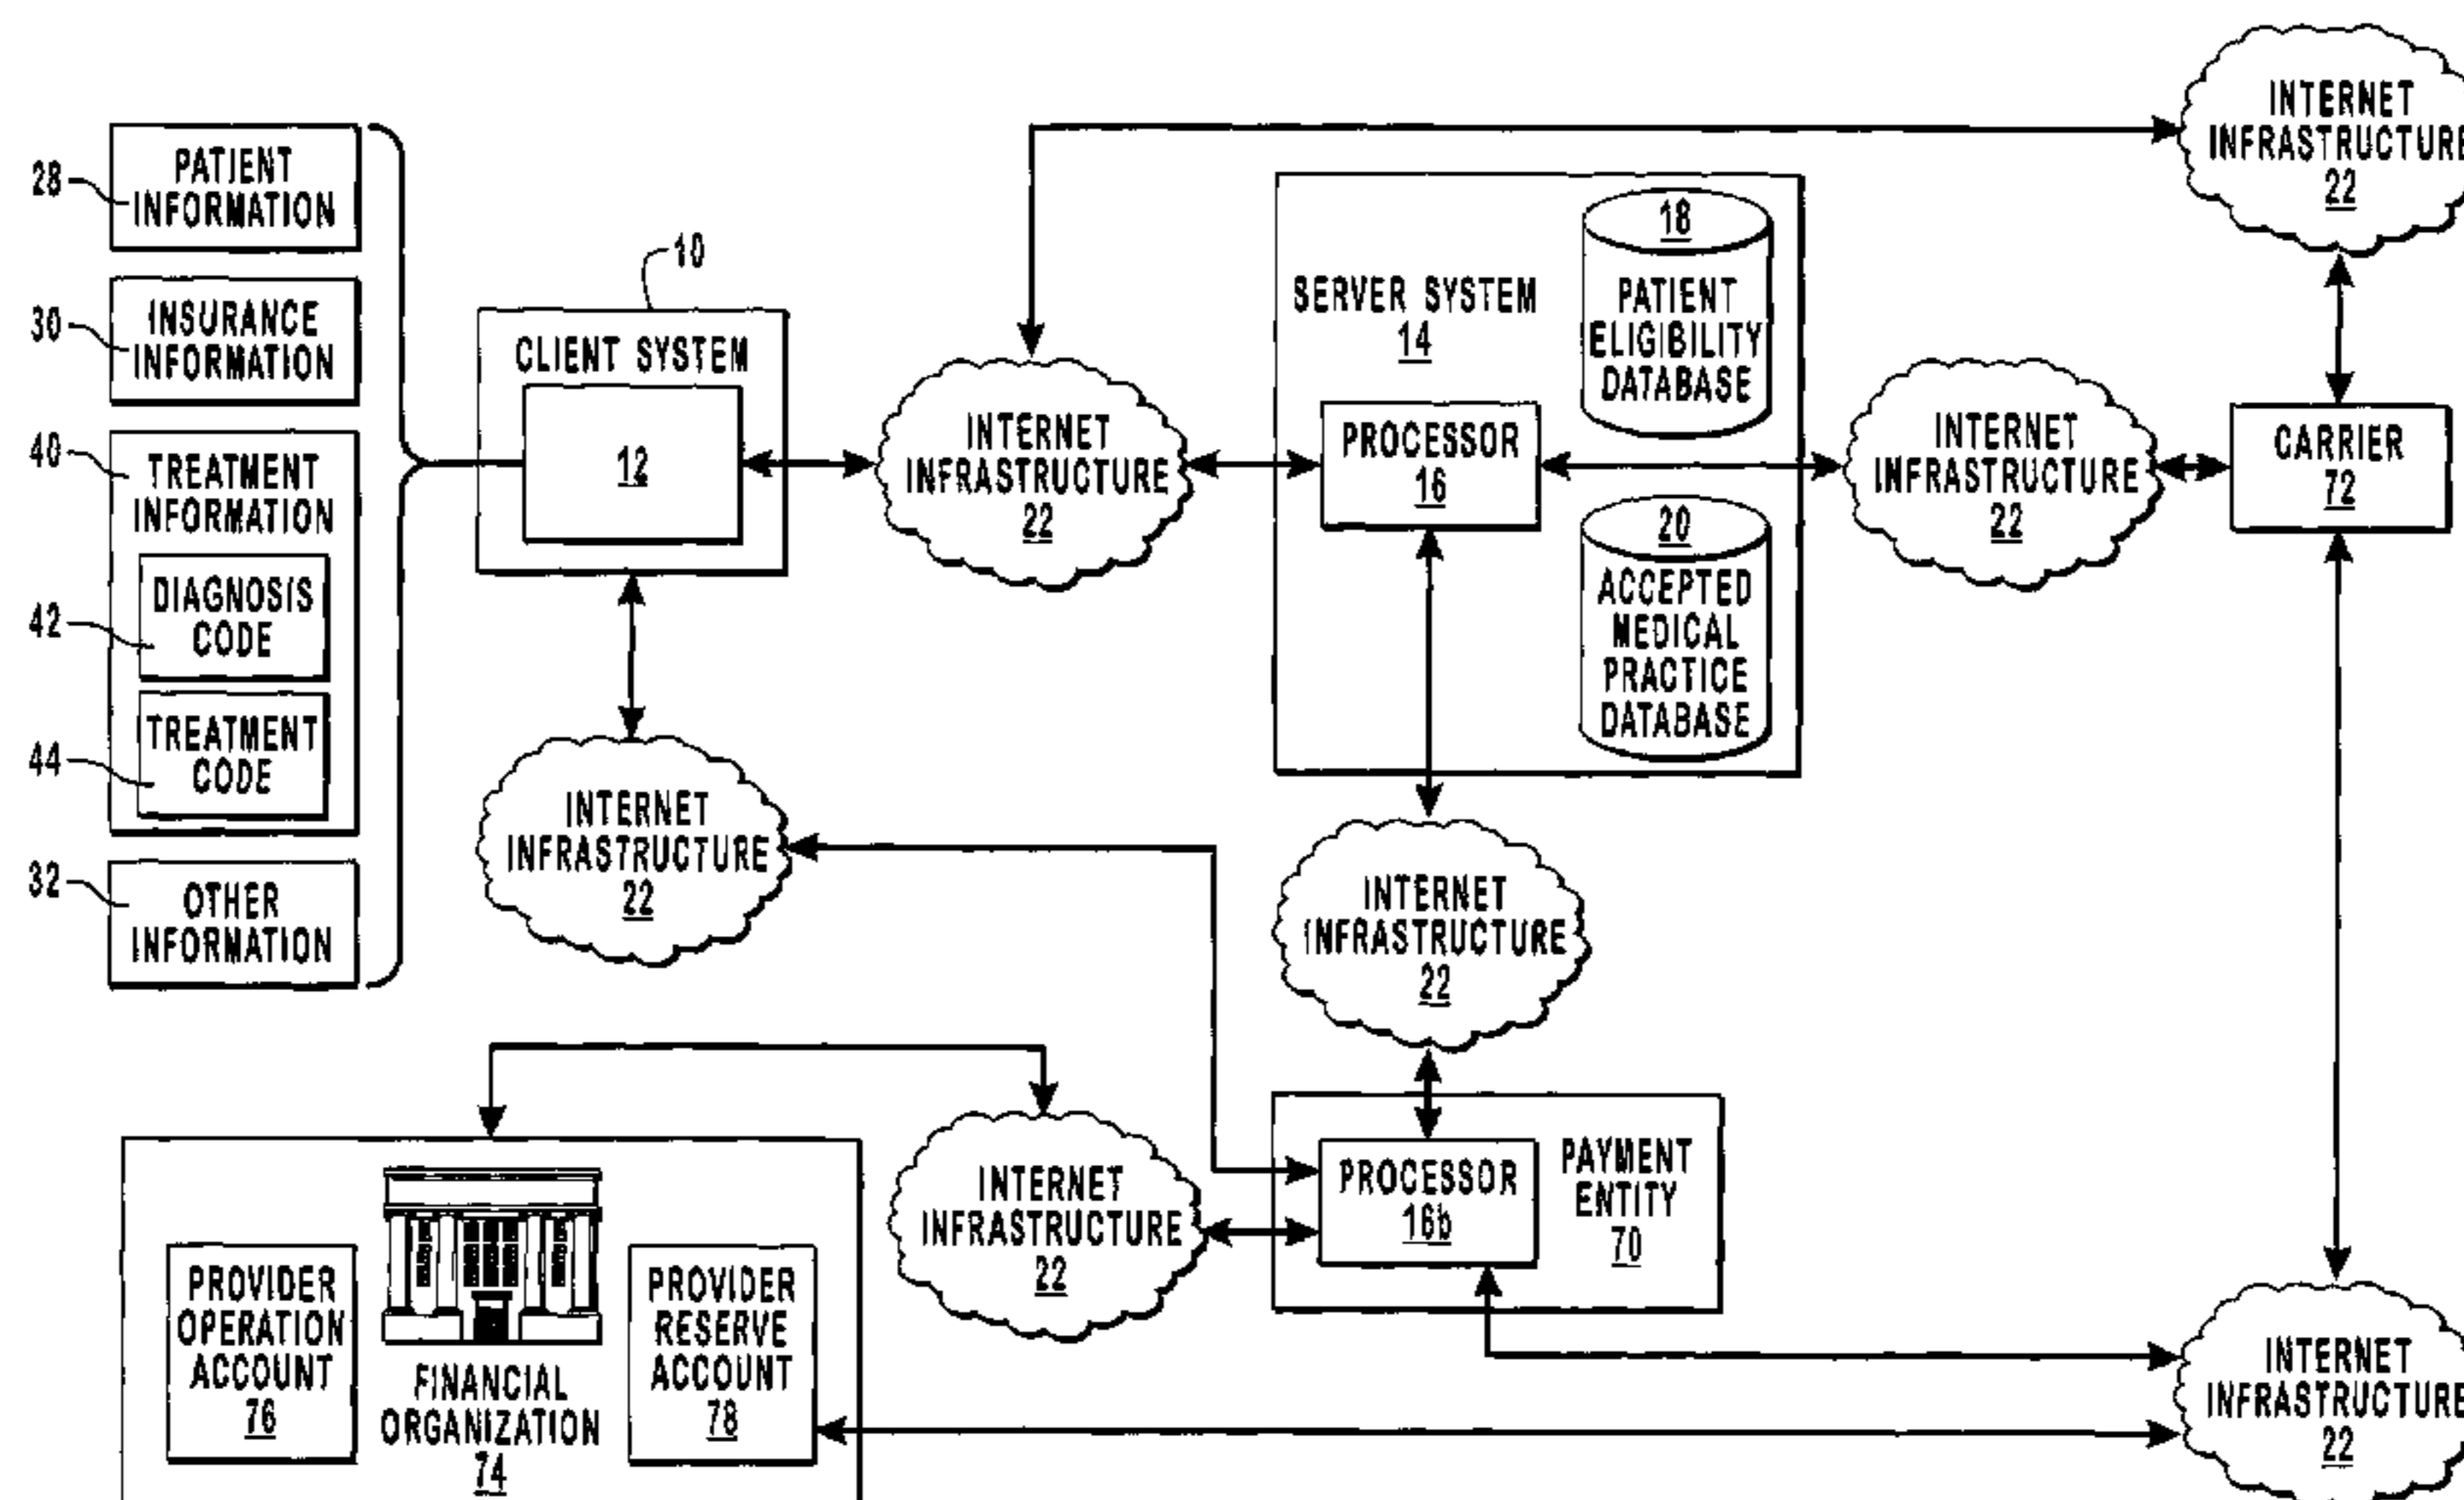 28
PATIENT
INFORMATION
30
INSURANCE
INFORMATION
40
TREATMENT
INFORMATION
42
DIAGNOSIS
CODE
44
TREATMENT
CODE
32
OTHER
INFORMATION
10
CLIENT SYSTEM
12
INTERNET
INFRASTRUCTURE
22
SERVER SYSTEM
14
PROCESSOR
16
18
PATIENT
ELIGIBILITY
DATABASE
20
ACCEPTED
MEDICAL
PRACTICE
DATABASE
INTERNET
INFRASTRUCTURE
22
INTERNET
INFRASTRUCTURE
22
CARRIER
72
INTERNET
INFRASTRUCTURE
22
INTERNET
INFRASTRUCTURE
22
PROVIDER
OPERATION
ACCOUNT
76
FINANCIAL
ORGANIZATION
74
PROVIDER
RESERVE
ACCOUNT
78
INTERNET
INFRASTRUCTURE
22
PROCESSOR
16b
PAYMENT
ENTITY
70
INTERNET
INFRASTRUCTURE
22